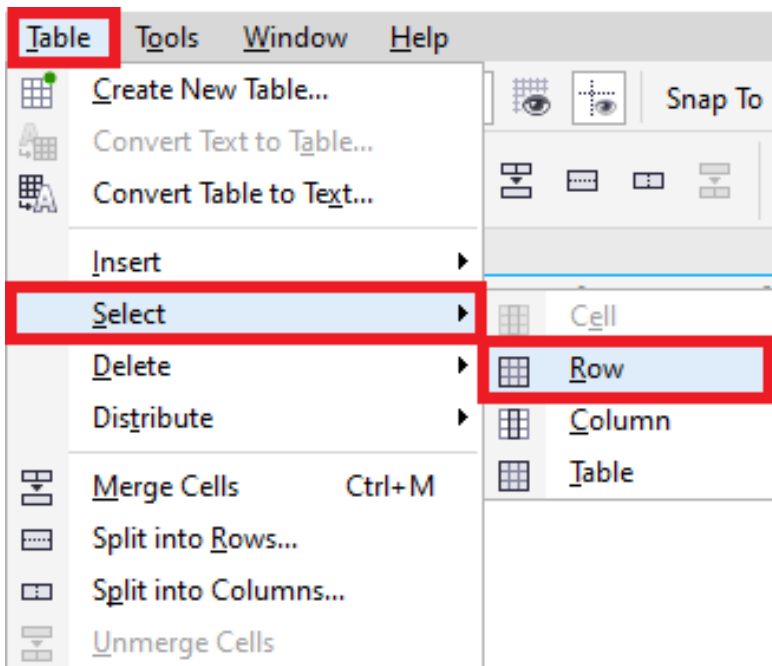 Table Tools Window Help
Create New Table...
Snap To
Convert Text to Table...
Convert Table to Text...
Insert
Select
Cell
Delete
Row
Distribute
Column
Merge Cells Ctrl+M
Table
Split into Rows...
Split into Columns...
Unmerge Cells